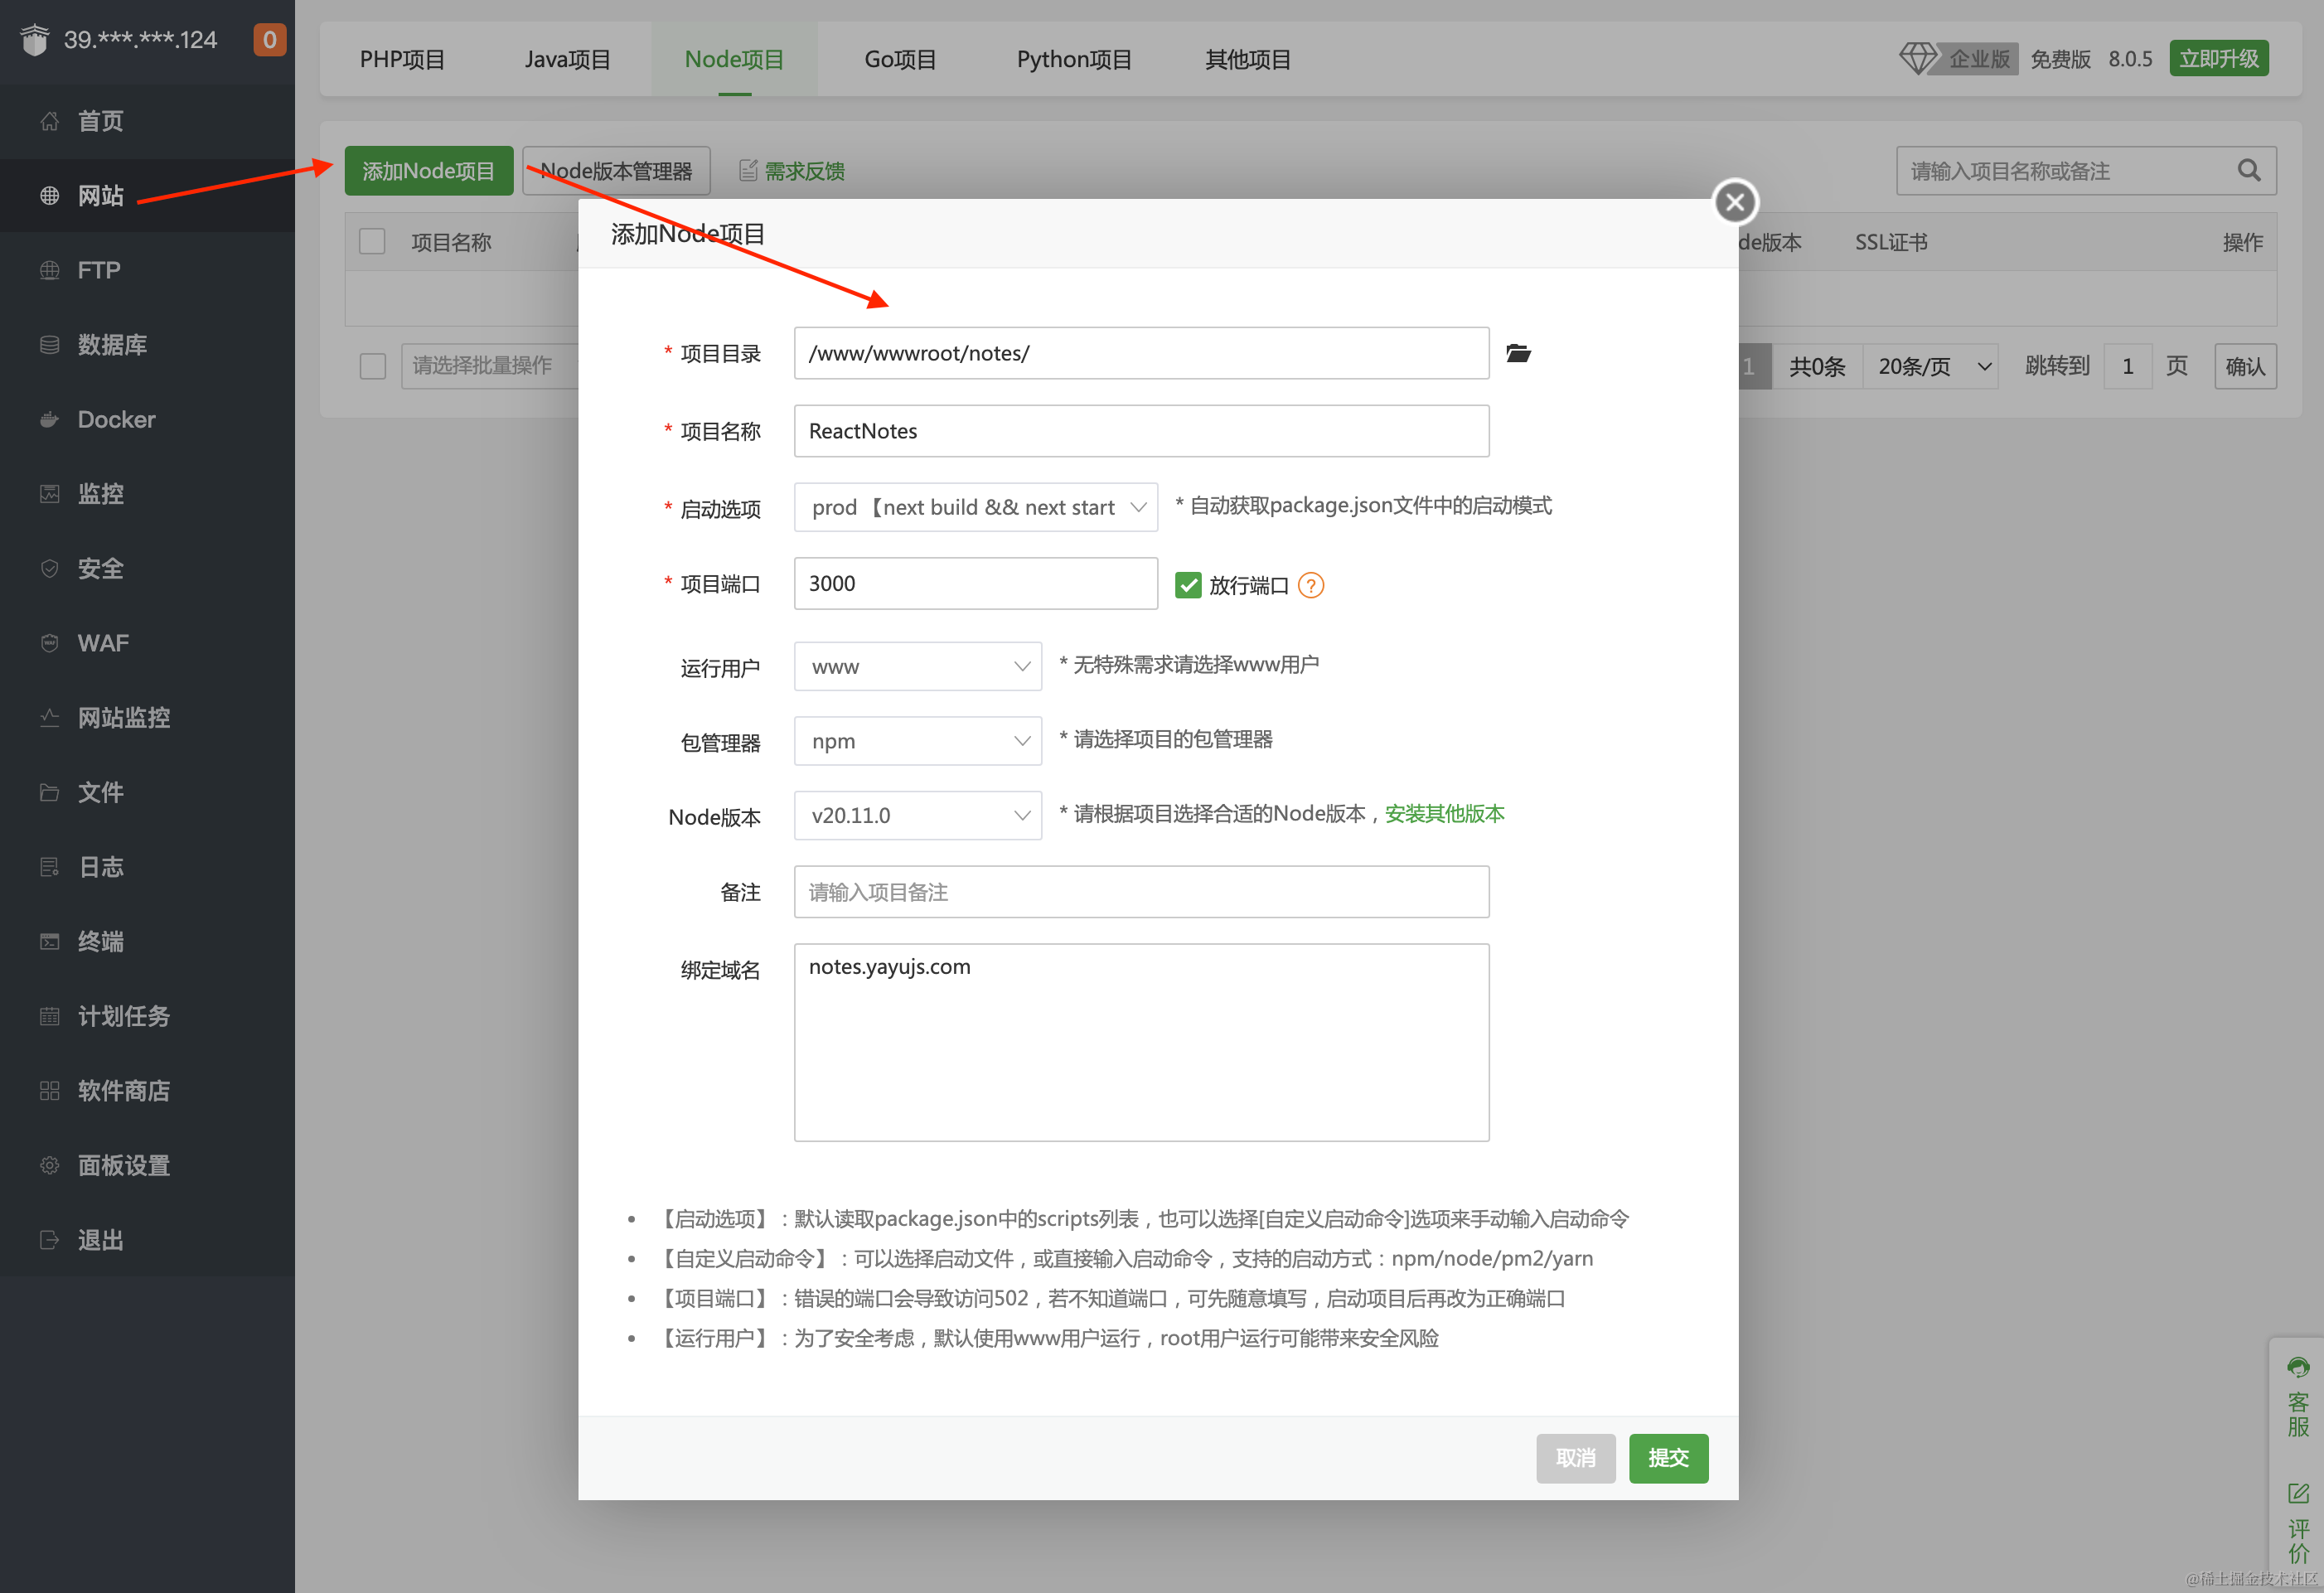 39.***.***.124
0
首页
网站
FTP
数据库
Docker
监控
安全
WAF
网站监控
文件
日志
终端
计划任务
软件商店
面板设置
退出
PHP项目 Java项目 Node项目 Go项目 Python项目 其他项目
企业版 免费版 8.0.5 立即升级
添加Node项目 Node版本管理器 需求反馈
请输入项目名称或备注
项目名称 de版本 SSL证书 操作
请选择批量操作
1 共0条 20条/页 跳转到 1 页 确认
添加Node项目
* 项目目录 /www/wwwroot/notes/
* 项目名称 ReactNotes
* 启动选项 prod 【next build && next start * 自动获取package.json文件中的启动模式
* 项目端口 3000 放行端口 ?
运行用户 www * 无特殊需求请选择www用户
包管理器 npm * 请选择项目的包管理器
Node版本 v20.11.0 * 请根据项目选择合适的Node版本，安装其他版本
备注 请输入项目备注
绑定域名 notes.yayujs.com
• 【启动选项】：默认读取package.json中的scripts列表，也可以选择[自定义启动命令]选项来手动输入启动命令
• 【自定义启动命令】：可以选择启动文件，或直接输入启动命令，支持的启动方式：npm/node/pm2/yarn
• 【项目端口】：错误的端口会导致访问502，若不知道端口，可先随意填写，启动项目后再改为正确端口
• 【运行用户】：为了安全考虑，默认使用www用户运行，root用户运行可能带来安全风险
取消 提交
客服
评价
@稀土掘金技术社区